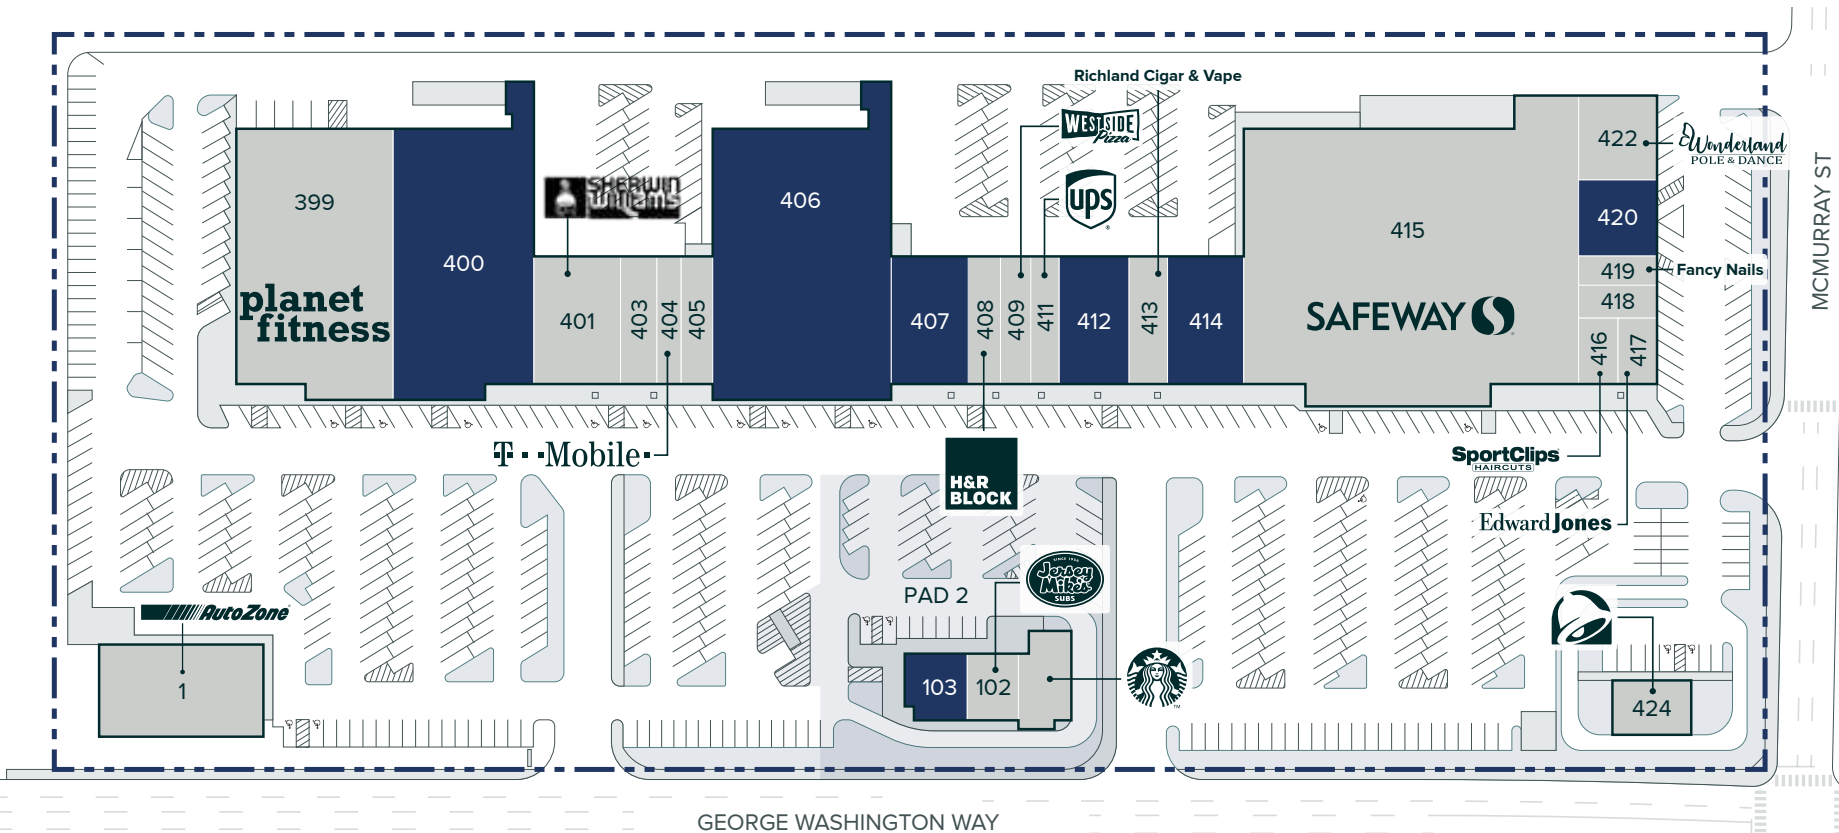 Richland Cigar & Vape
WESTSIDE
Pizza
422
Wonderland
POLE & DANCE
MCMURRAY ST
399
SHERWIN
WILLIAMS
406
ups
420
400
415
419
Fancy Nails
418
planet
fitness
401
403
404
405
407
408
409
411
412
413
414
SAFEWAY
416
417
T··Mobile·
H&R
BLOCK
SportClips
HAIRCUTS
Edward Jones
SINCE 1956
Jersey
Mike's
SUBS
PAD 2
AutoZone
1
103
102
TM
424
GEORGE WASHINGTON WAY